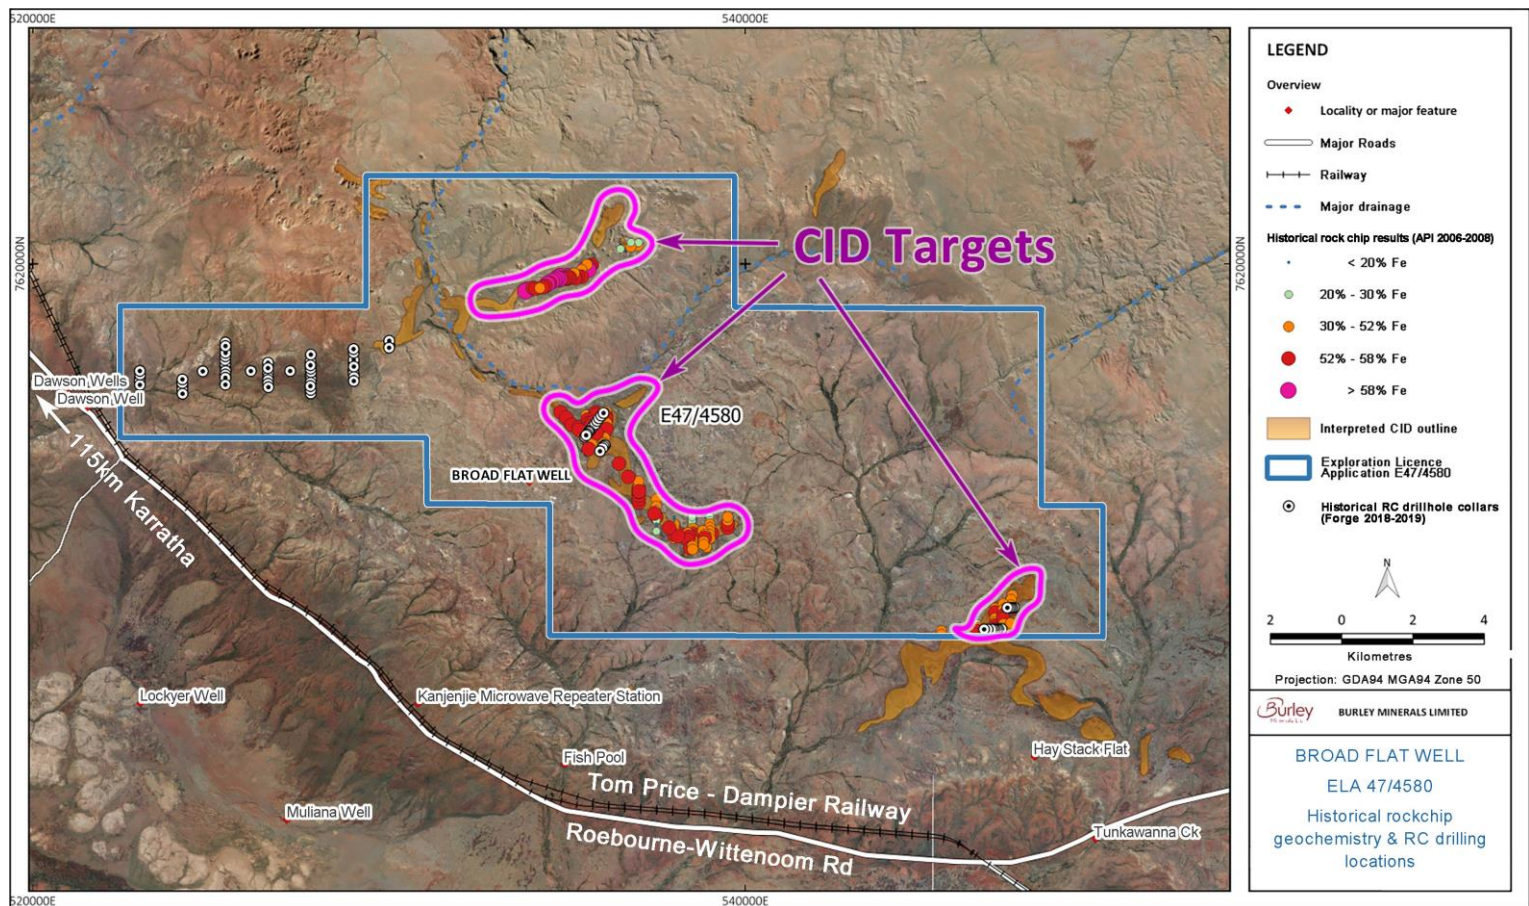 520000E
540000E
7620000N
7620000N
CID Targets
Dawson Wells
Dawson Well
E47/4580
115km Karratha
BROAD FLAT WELL
Lockyer Well
Kanjenjie Microwave Repeater Station
Fish Pool
Hay Stack Flat
Tom Price - Dampier Railway
Muliana Well
Roebourne-Wittenoom Rd
Tunkawanna Ck
520000E
540000E
LEGEND
Overview
Locality or major feature
Major Roads
Railway
Major drainage
Historical rock chip results (API 2006-2008)
< 20% Fe
20% - 30% Fe
30% - 52% Fe
52% - 58% Fe
> 58% Fe
Interpreted CID outline
Exploration Licence
Application E47/4580
Historical RC drillhole collars
(Forge 2018-2019)
N
2 0 4
Kilometres
Projection: GDA94 MGA94 Zone 50
Burley
BURLEY MINERALS LIMITED
BROAD FLAT WELL
ELA 47/4580
Historical rockchip
geochemistry & RC drilling
locations